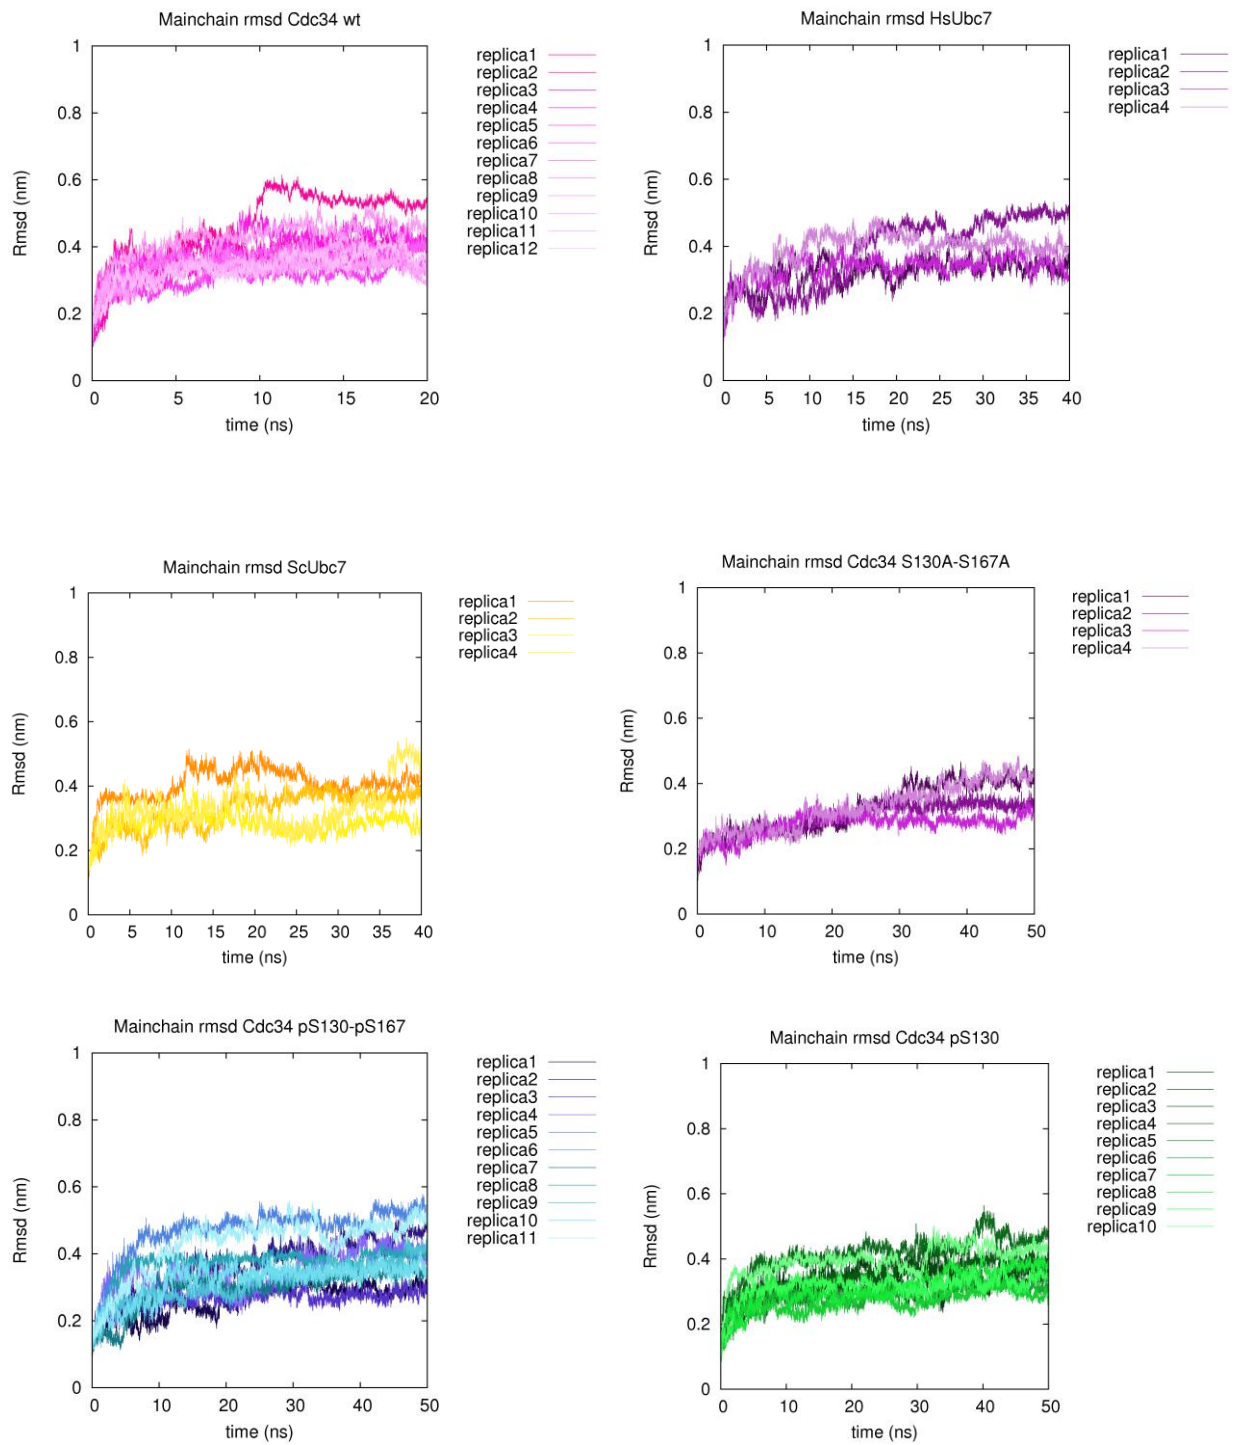 Mainchain rmsd Cdc34 wt
1
0.8
0.6
0.4
0.2
0
Rmsd (nm)
0 5 10 15 20
time (ns)
replica1
replica2
replica3
replica4
replica5
replica6
replica7
replica8
replica9
replica10
replica11
replica12
Mainchain rmsd HsUbc7
1
0.8
0.6
0.4
0.2
0
Rmsd (nm)
0 5 10 15 20 25 30 35 40
time (ns)
replica1
replica2
replica3
replica4
Mainchain rmsd ScUbc7
1
0.8
0.6
0.4
0.2
0
Rmsd (nm)
0 5 10 15 20 25 30 35 40
time (ns)
replica1
replica2
replica3
replica4
Mainchain rmsd Cdc34 S130A-S167A
1
0.8
0.6
0.4
0.2
0
Rmsd (nm)
0 10 20 30 40 50
time (ns)
replica1
replica2
replica3
replica4
Mainchain rmsd Cdc34 pS130-pS167
1
0.8
0.6
0.4
0.2
0
Rmsd (nm)
0 10 20 30 40 50
time (ns)
replica1
replica2
replica3
replica4
replica5
replica6
replica7
replica8
replica9
replica10
replica11
Mainchain rmsd Cdc34 pS130
1
0.8
0.6
0.4
0.2
0
Rmsd (nm)
0 10 20 30 40 50
time (ns)
replica1
replica2
replica3
replica4
replica5
replica6
replica7
replica8
replica9
replica10